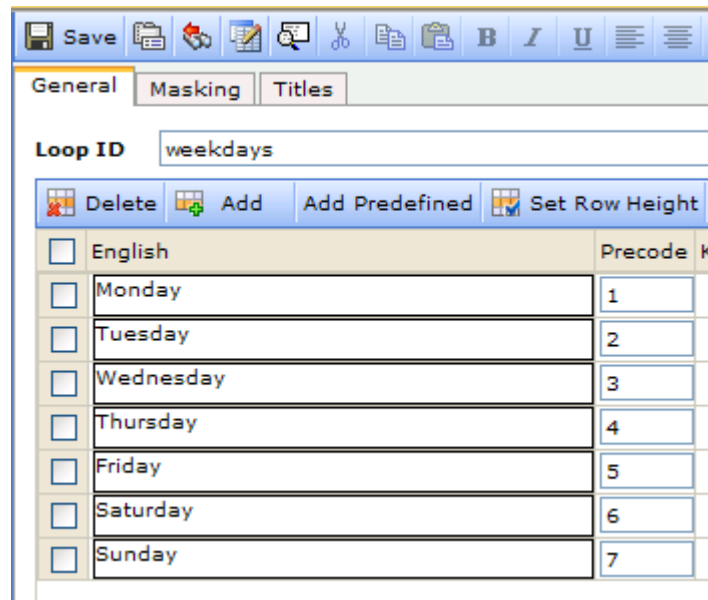 Save B I U
General Masking Titles
Loop ID weekdays
Delete Add Add Predefined Set Row Height
English Precode K
Monday 1
Tuesday 2
Wednesday 3
Thursday 4
Friday 5
Saturday 6
Sunday 7